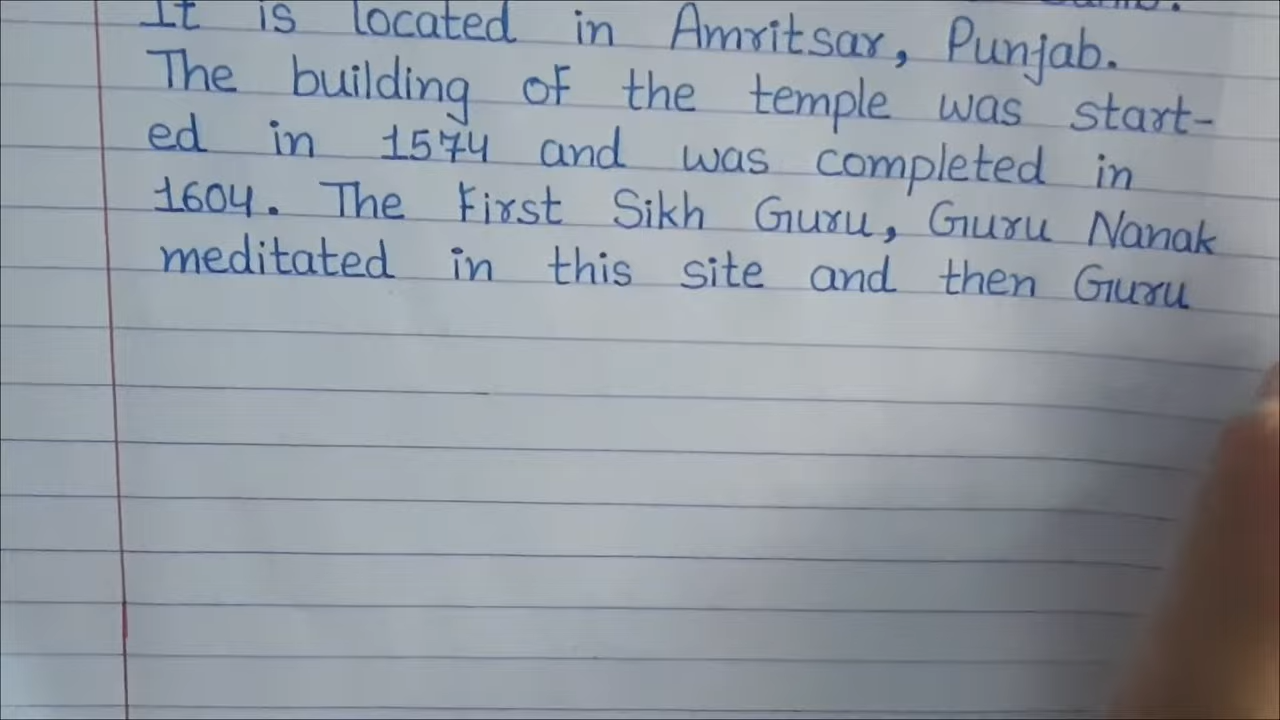 It is located in Amritsar, Punjab.
The building of the temple was start-
ed in 1574 and was completed in
1604. The First Sikh Guru, Guru Nanak
meditated in this site and then Guru